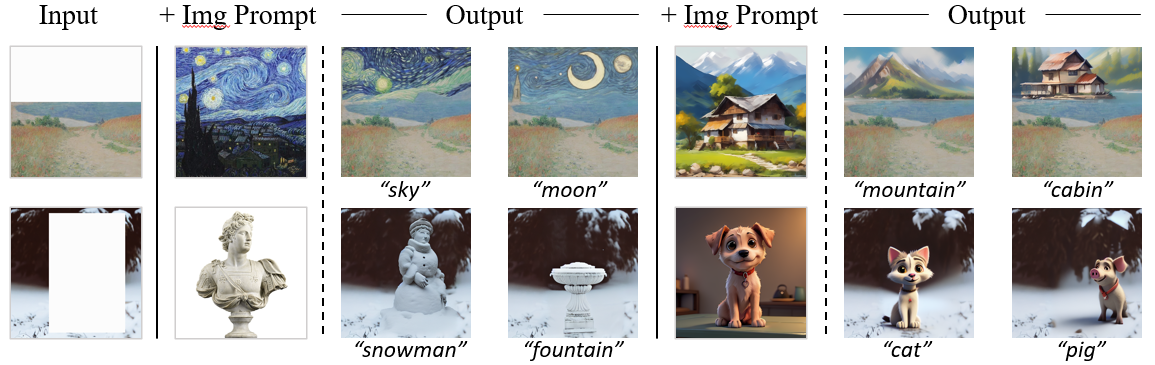 Input + Img Prompt Output + Img Prompt Output
“sky” “moon” “mountain” “cabin”
“snowman” “fountain” “cat” “pig”